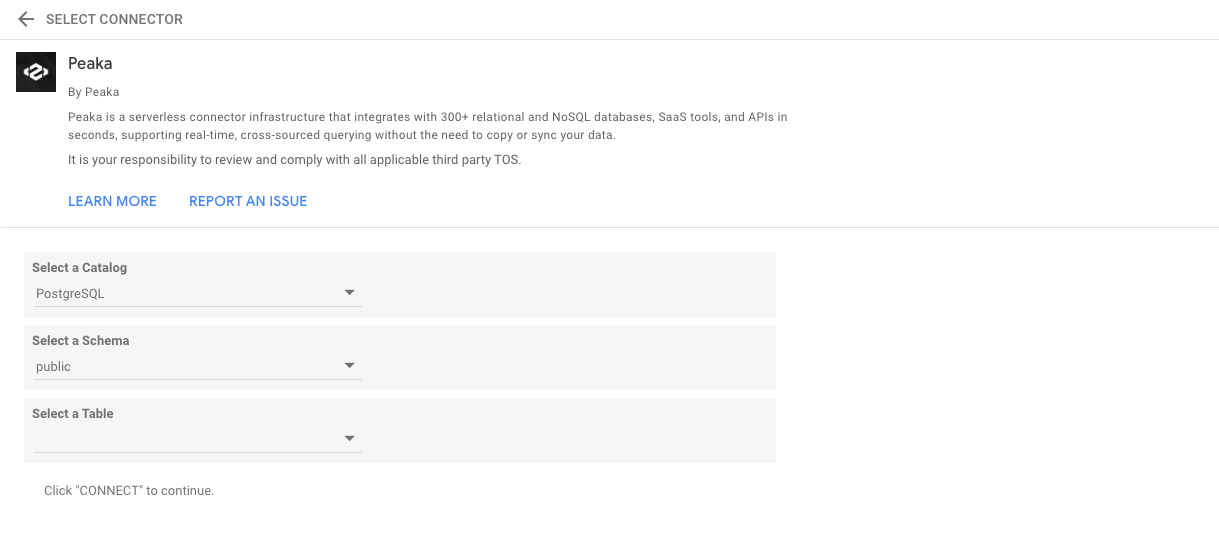 SELECT CONNECTOR
Peaka
By Peaka
Peaka is a serverless connector infrastructure that integrates with 300+ relational and NoSQL databases, SaaS tools, and APIs in
seconds, supporting real-time, cross-sourced querying without the need to copy or sync your data.
It is your responsibility to review and comply with all applicable third party TOS.
LEARN MORE REPORT AN ISSUE
Select a Catalog
PostgreSQL
Select a Schema
public
Select a Table
Click "CONNECT" to continue.